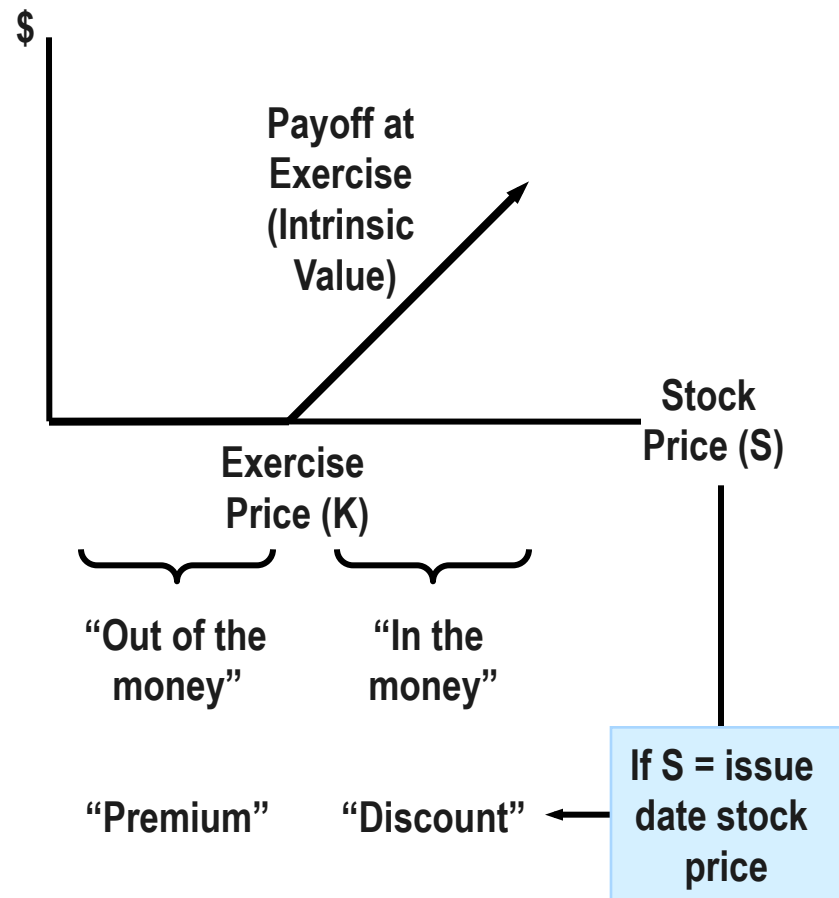 $
Payoff at
Exercise
(Intrinsic
Value)
Stock
Price (S)
Exercise
Price (K)
“Out of the
money”
“In the
money”
“Premium”
“Discount”
If S = issue
date stock
price